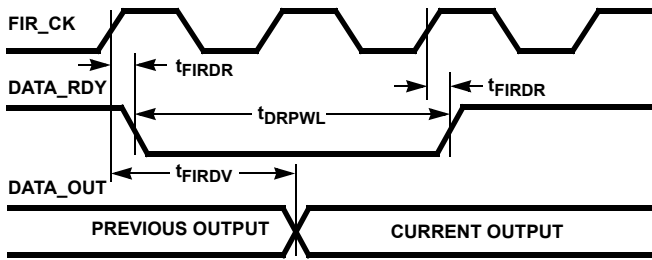 FIR_CK
tFIRDR
DATA_RDY
tFIRDR
tDRPWL
tFIRDV
DATA_OUT
PREVIOUS OUTPUT
CURRENT OUTPUT